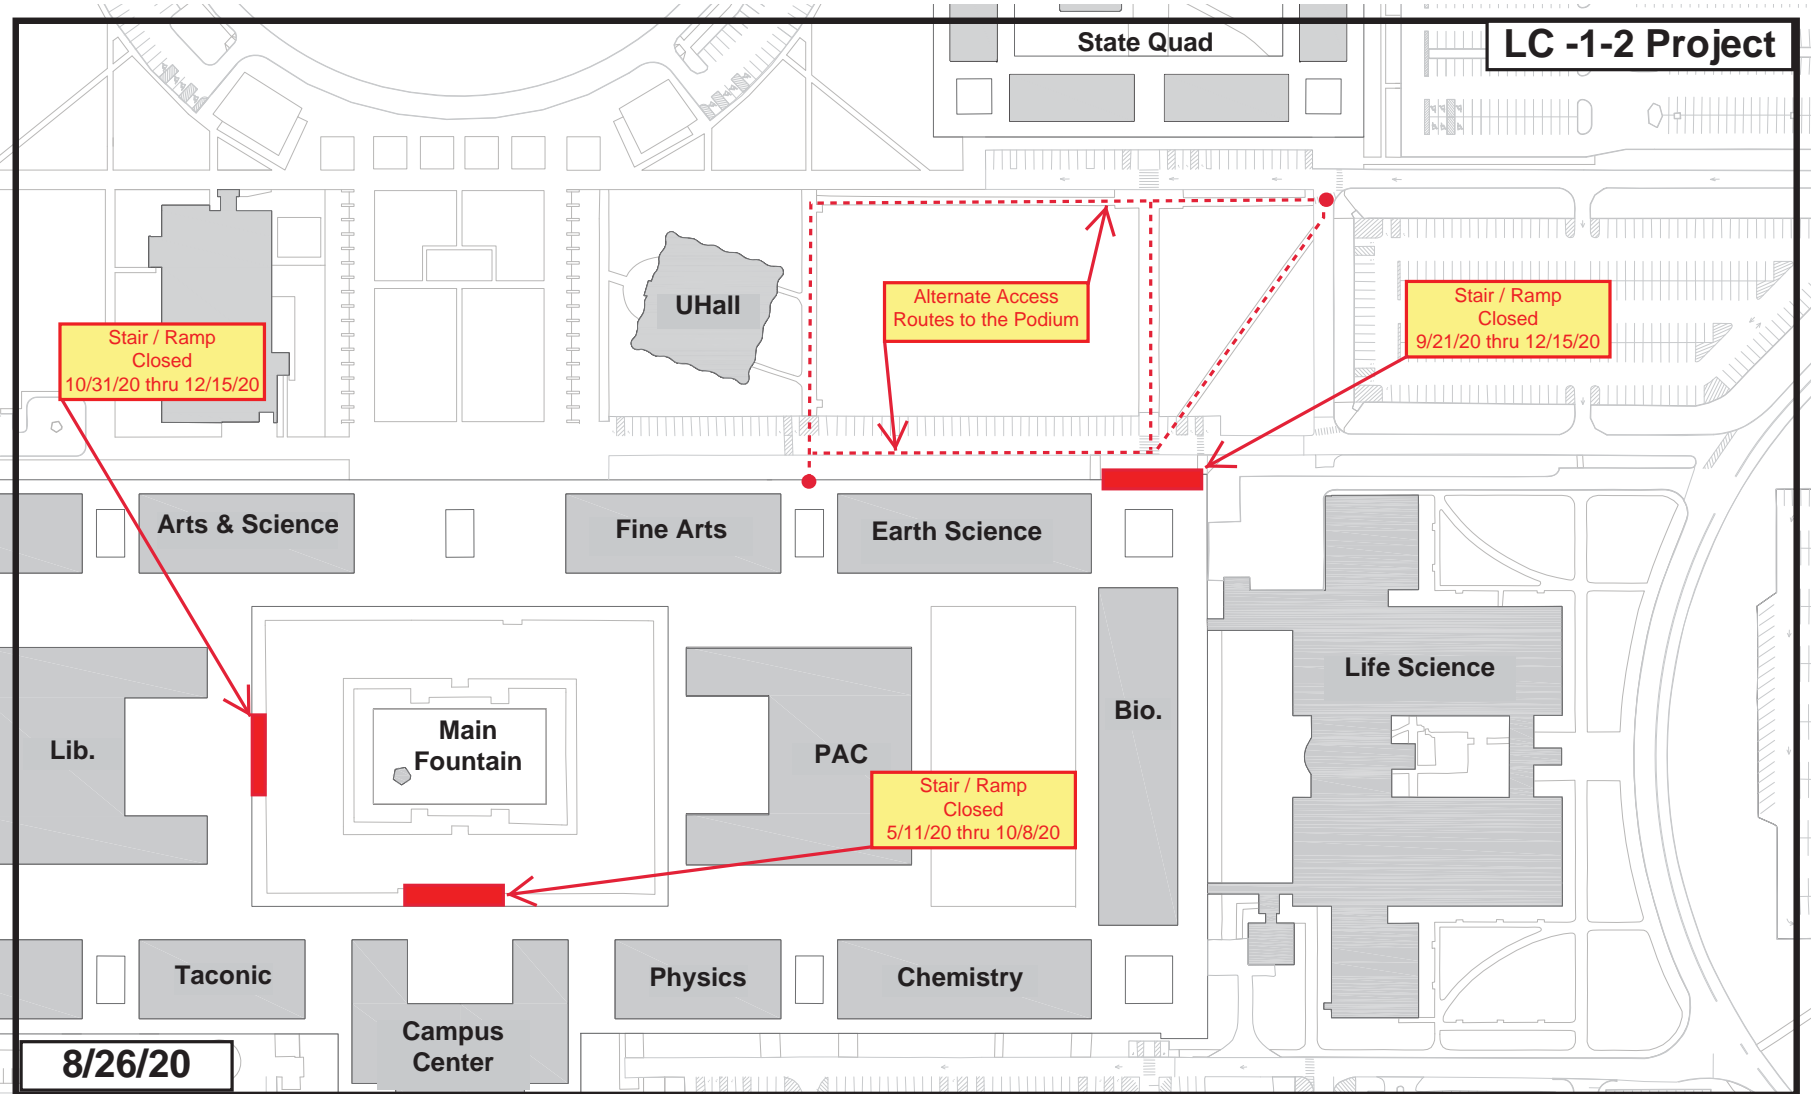 State Quad
LC -1-2 Project
UHall
Alternate Access
Routes to the Podium
Stair / Ramp
Closed
9/21/20 thru 12/15/20
Stair / Ramp
Closed
10/31/20 thru 12/15/20
Arts & Science
Fine Arts
Earth Science
Life Science
Lib.
Main
Fountain
PAC
Bio.
Stair / Ramp
Closed
5/11/20 thru 10/8/20
Taconic
Campus
Center
Physics
Chemistry
8/26/20